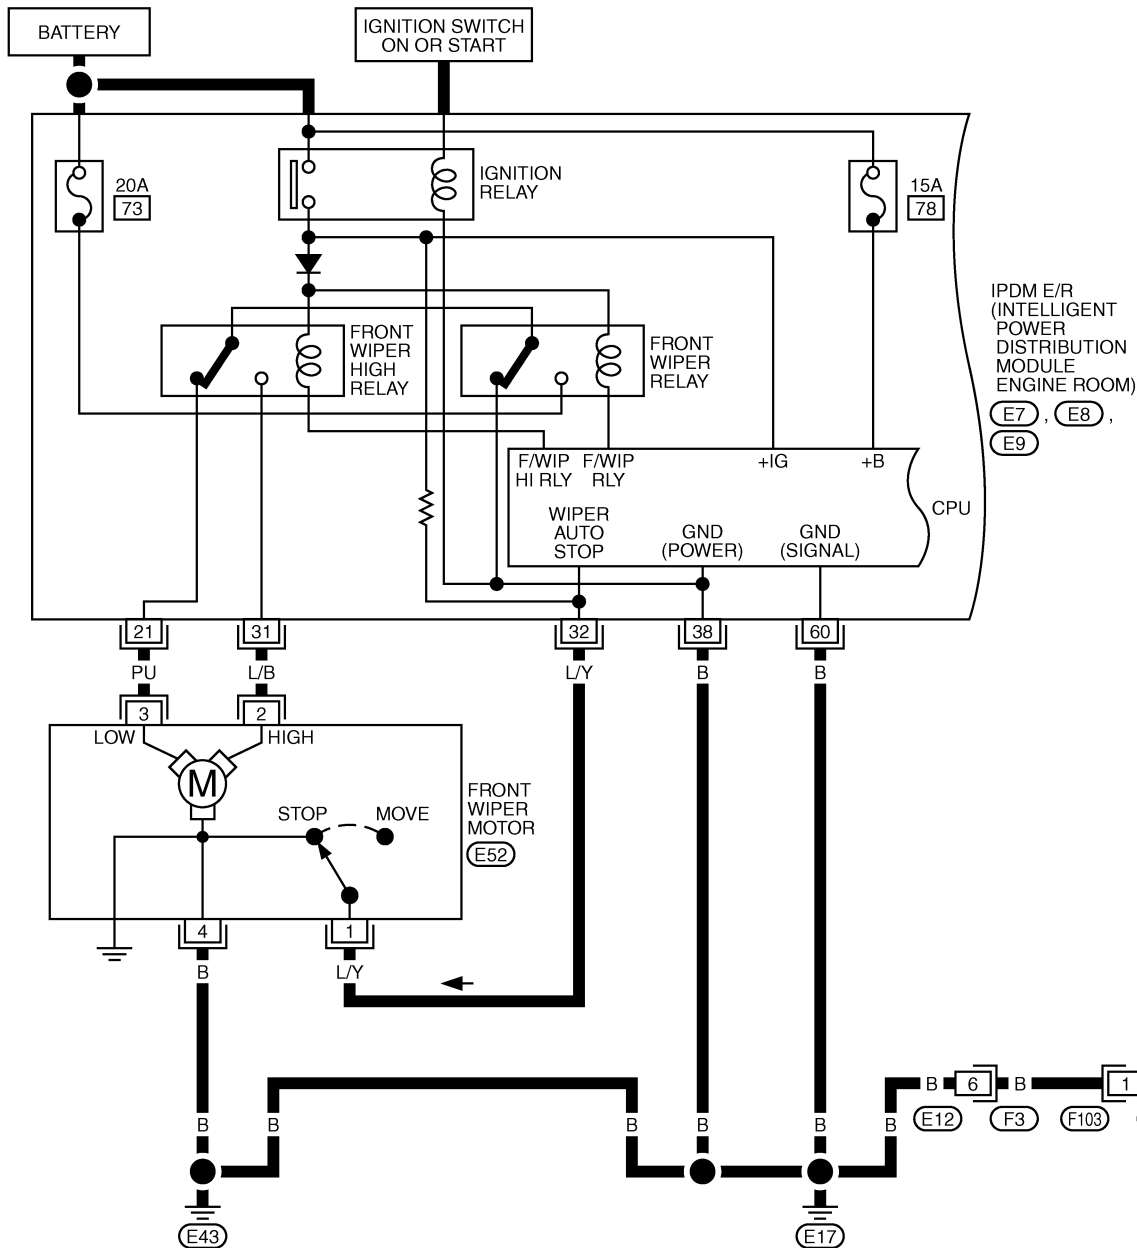 BATTERY
IGNITION SWITCH
ON OR START
20A
73
IGNITION
RELAY
15A
78
IPDM E/R
(INTELLIGENT
POWER
DISTRIBUTION
MODULE
ENGINE ROOM)
E7 , E8 ,
E9
FRONT
WIPER
HIGH
RELAY
FRONT
WIPER
RELAY
F/WIP
HI RLY
F/WIP
RLY
+IG
+B
CPU
WIPER
AUTO
STOP
GND
(POWER)
GND
(SIGNAL)
21
31
32
38
60
PU
L/B
L/Y
B
B
3
2
LOW
HIGH
M
STOP
MOVE
FRONT
WIPER
MOTOR
E52
4
1
B
L/Y
B
6
B
1
E12
F3
F103
B
B
B
B
B
B
E43
E17